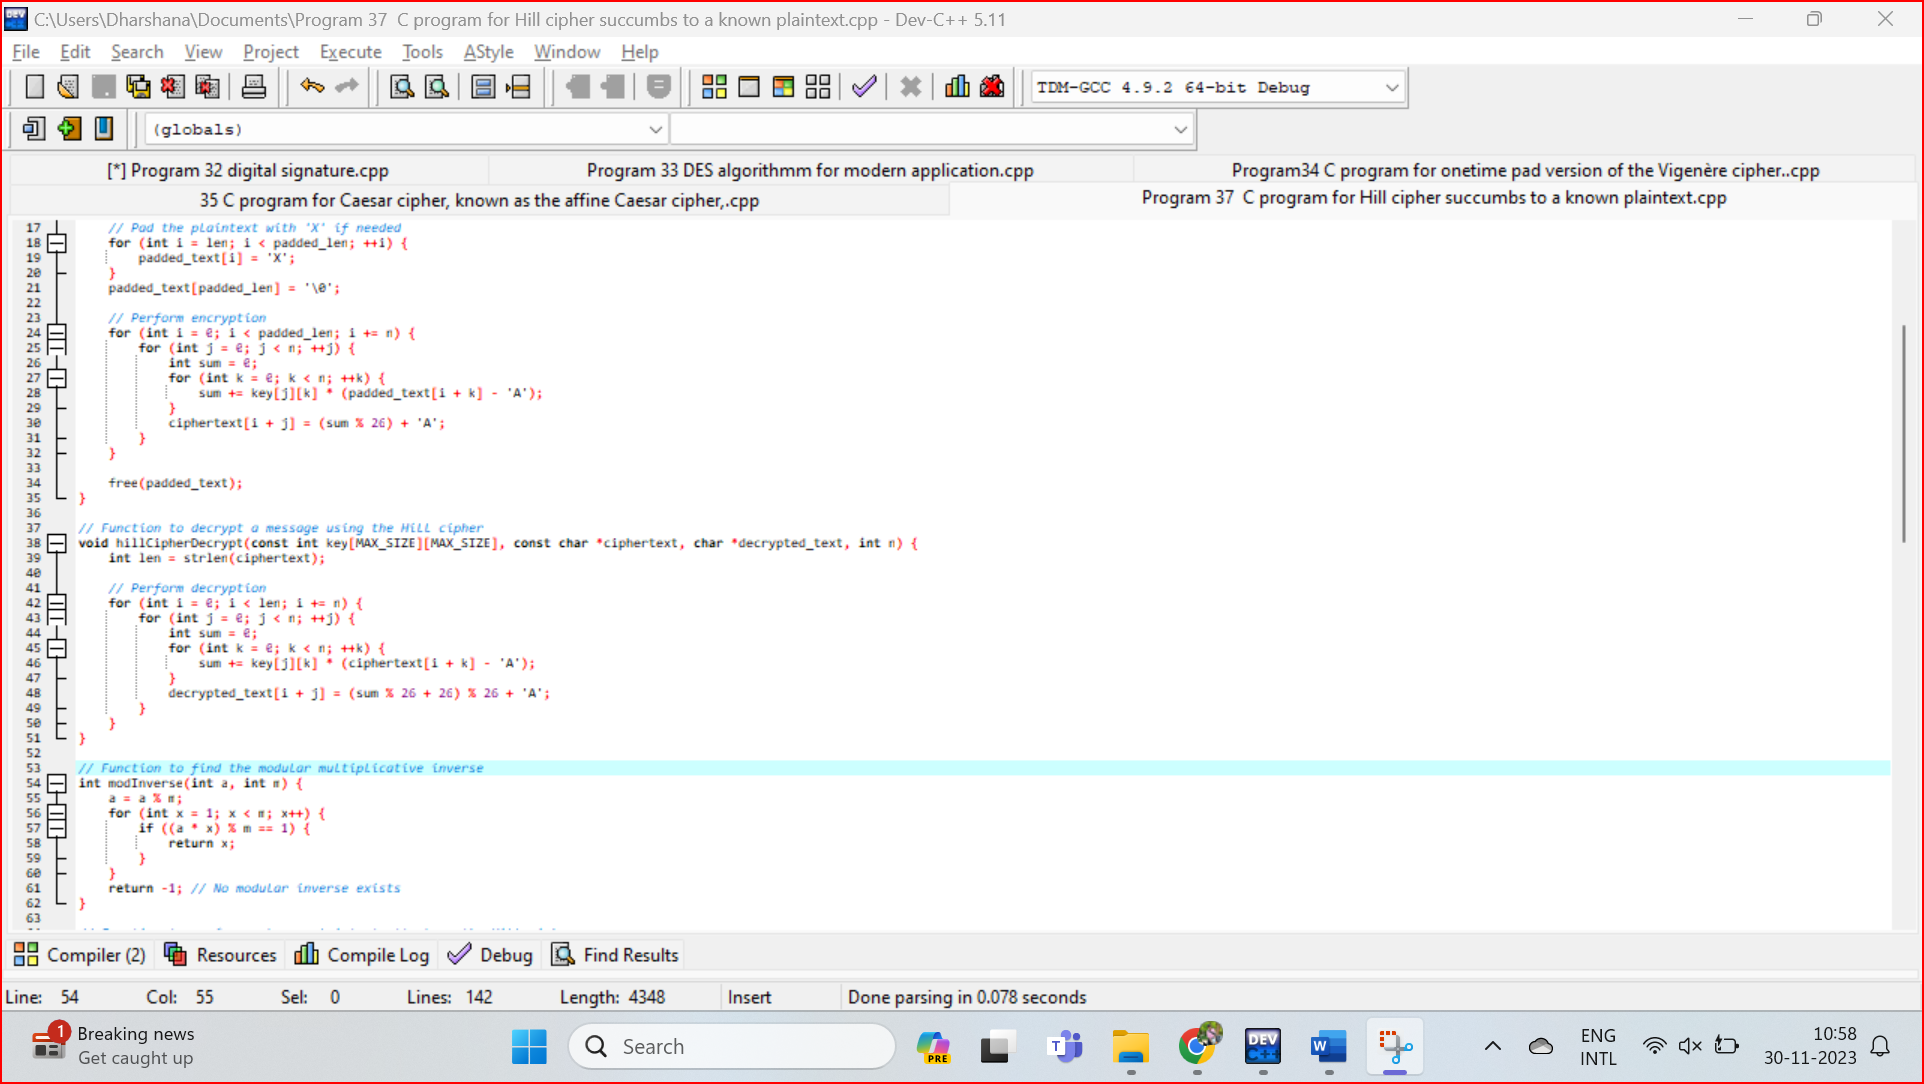 C:\Users\Dharshana\Documents\Program 37  C program for Hill cipher succumbs to a known plaintext.cpp - Dev-C++ 5.11
File Edit Search View Project Execute Tools AStyle Window Help
TDM-GCC 4.9.2 64-bit Debug
(globals)
[*] Program 32 digital signature.cpp Program 33 DES algorithmm for modern application.cpp Program34 C program for onetime pad version of the Vigenère cipher..cpp
35 C program for Caesar cipher, known as the affine Caesar cipher,.cpp Program 37  C program for Hill cipher succumbs to a known plaintext.cpp
17 // Pad the plaintext with 'X' if needed
18 for (int i = len; i < padded_len; ++i) {
19 padded_text[i] = 'X';
20 }
21 padded_text[padded_len] = '\0';
22
23 // Perform encryption
24 for (int i = 0; i < padded_len; i += n) {
25 for (int j = 0; j < n; ++j) {
26 int sum = 0;
27 for (int k = 0; k < n; ++k) {
28 sum += key[j][k] * (padded_text[i + k] - 'A');
29 }
30 ciphertext[i + j] = (sum % 26) + 'A';
31 }
32 }
33
34 free(padded_text);
35 }
36
37 // Function to decrypt a message using the Hill cipher
38 void hillCipherDecrypt(const int key[MAX_SIZE][MAX_SIZE], const char *ciphertext, char *decrypted_text, int n) {
39 int len = strlen(ciphertext);
40
41 // Perform decryption
42 for (int i = 0; i < len; i += n) {
43 for (int j = 0; j < n; ++j) {
44 int sum = 0;
45 for (int k = 0; k < n; ++k) {
46 sum += key[j][k] * (ciphertext[i + k] - 'A');
47 }
48 decrypted_text[i + j] = (sum % 26 + 26) % 26 + 'A';
49 }
50 }
51 }
52
53 // Function to find the modular multiplicative inverse
54 int modInverse(int a, int m) {
55 a = a % m;
56 for (int x = 1; x < m; x++) {
57 if ((a * x) % m == 1) {
58 return x;
59 }
60 }
61 return -1; // No modular inverse exists
62 }
63
Compiler (2) Resources Compile Log Debug Find Results
Line: 54 Col: 55 Sel: 0 Lines: 142 Length: 4348 Insert Done parsing in 0.078 seconds
1 Breaking news
Get caught up
Search
PRE
T
DEV
C++
W
ENG
INTL
10:58
30-11-2023